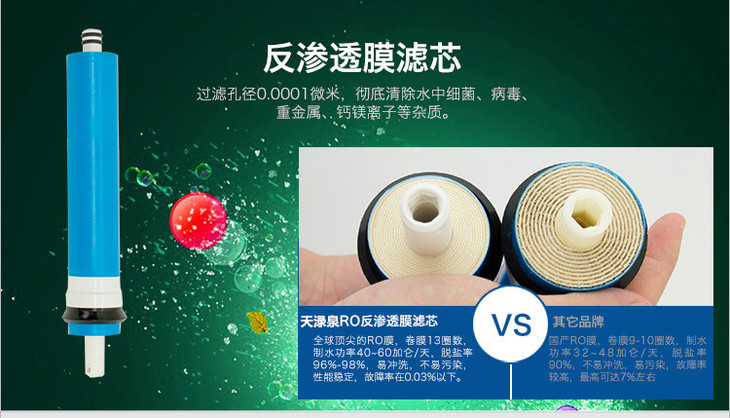 反渗透膜滤芯
过滤孔径0.0001微米，彻底清除水中细菌、病毒、
重金属、钙镁离子等杂质。
天漻泉RO反渗透膜滤芯
全球顶尖的RO膜，卷膜13圈数，
制水功率40~60加仑/天，脱盐率
96%-98%，易冲洗，不易污染，
性能稳定，故障率在0.03%以下。
VS
其它品牌
国产RO膜，卷膜9-10圈数，制水
功率32~48加仑/天，脱盐率
90%，不易冲洗，易污染，故障率
较高，最高可达7%左右